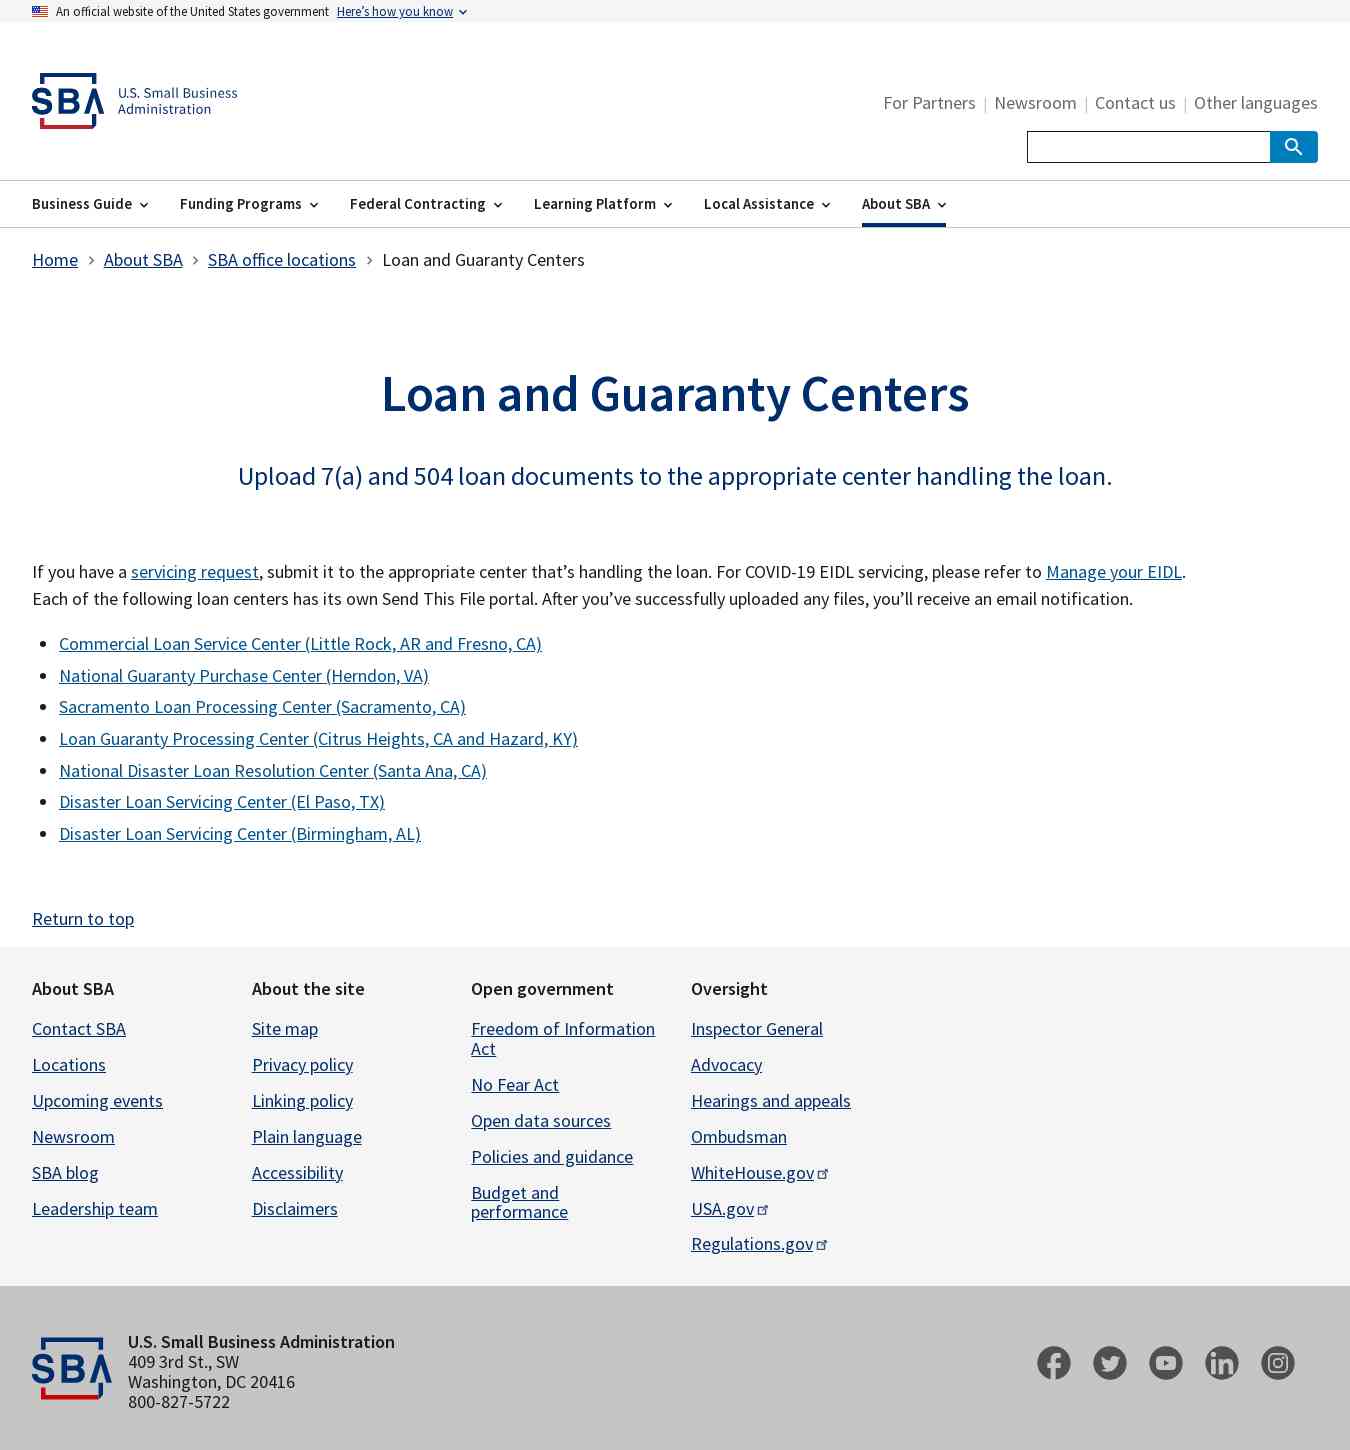 An official website of the United States government Here’s how you know
SBA U.S. Small Business
Administration
For Partners | Newsroom | Contact us | Other languages
Business Guide Funding Programs Federal Contracting Learning Platform Local Assistance About SBA
Home About SBA SBA office locations Loan and Guaranty Centers
Loan and Guaranty Centers
Upload 7(a) and 504 loan documents to the appropriate center handling the loan.
If you have a servicing request, submit it to the appropriate center that’s handling the loan. For COVID-19 EIDL servicing, please refer to Manage your EIDL.
Each of the following loan centers has its own Send This File portal. After you’ve successfully uploaded any files, you’ll receive an email notification.
Commercial Loan Service Center (Little Rock, AR and Fresno, CA)
National Guaranty Purchase Center (Herndon, VA)
Sacramento Loan Processing Center (Sacramento, CA)
Loan Guaranty Processing Center (Citrus Heights, CA and Hazard, KY)
National Disaster Loan Resolution Center (Santa Ana, CA)
Disaster Loan Servicing Center (El Paso, TX)
Disaster Loan Servicing Center (Birmingham, AL)
Return to top
About SBA
Contact SBA
Locations
Upcoming events
Newsroom
SBA blog
Leadership team
About the site
Site map
Privacy policy
Linking policy
Plain language
Accessibility
Disclaimers
Open government
Freedom of Information
Act
No Fear Act
Open data sources
Policies and guidance
Budget and
performance
Oversight
Inspector General
Advocacy
Hearings and appeals
Ombudsman
WhiteHouse.gov
USA.gov
Regulations.gov
SBA
U.S. Small Business Administration
409 3rd St., SW
Washington, DC 20416
800-827-5722